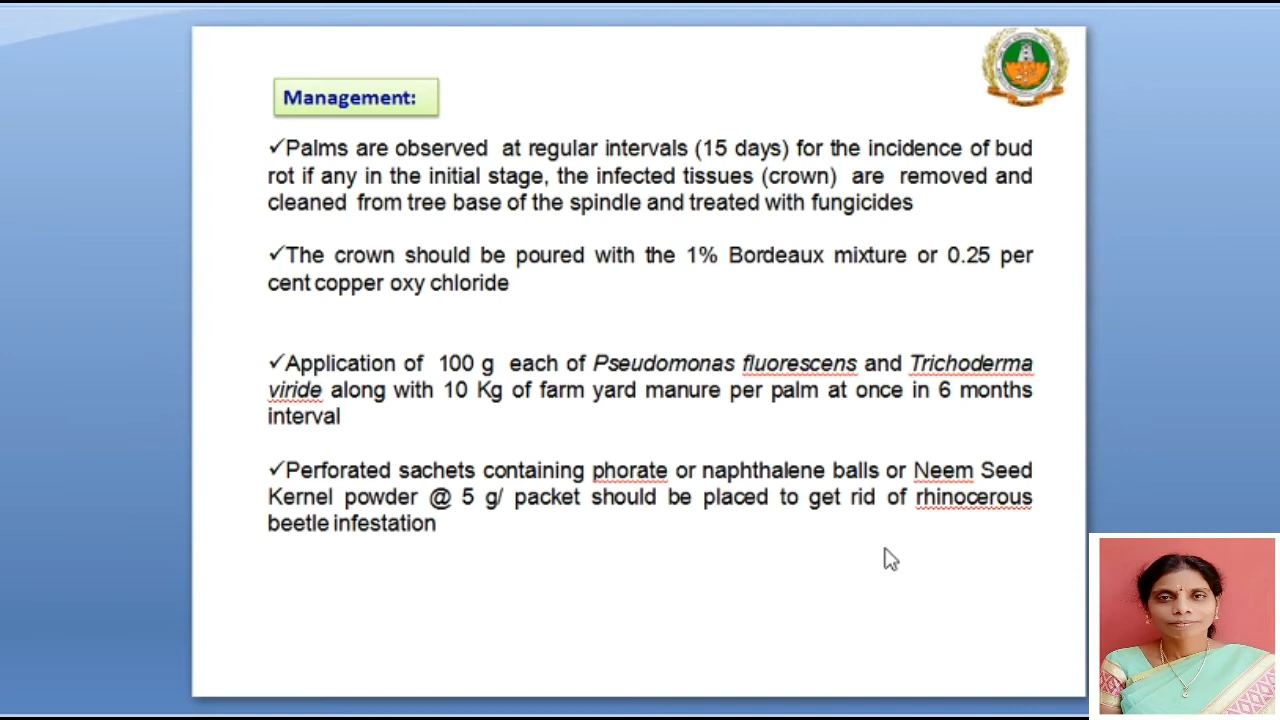 Management:
✓Palms are observed at regular intervals (15 days) for the incidence of bud
rot if any in the initial stage, the infected tissues (crown) are removed and
cleaned from tree base of the spindle and treated with fungicides
✓The crown should be poured with the 1% Bordeaux mixture or 0.25 per
cent copper oxy chloride
✓Application of 100 g each of Pseudomonas fluorescens and Trichoderma
viride along with 10 Kg of farm yard manure per palm at once in 6 months
interval
✓Perforated sachets containing phorate or naphthalene balls or Neem Seed
Kernel powder @ 5 g/ packet should be placed to get rid of rhinocerous
beetle infestation